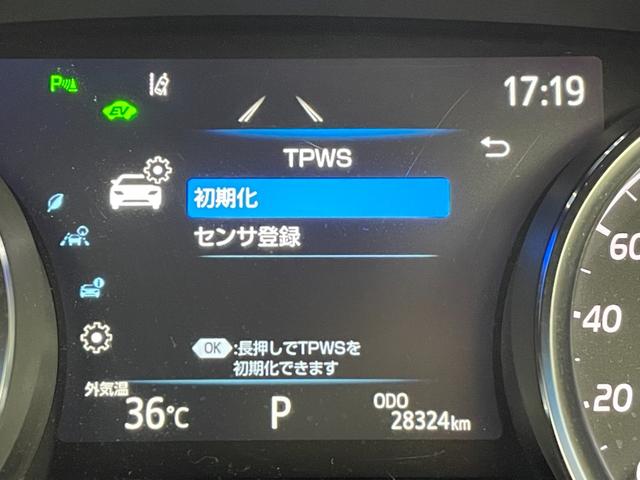 P
17:19
EV
TPWS
初期化
センサ登録
OK :長押しでTPWSを
初期化できます
外気温
36℃
P
ODO
28324km
60
40
20